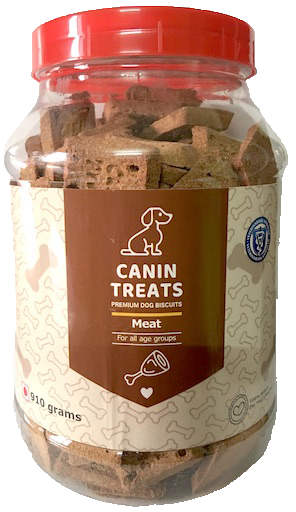 CANIN
TREATS
PREMIUM DOG BISCUITS
Meat
For all age groups
910 grams